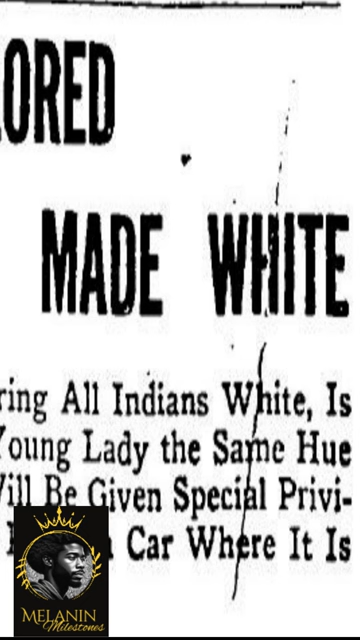 ORED
MADE WHITE
ring All Indians White, Is
Young Lady the Same Hue
Will Be Given Special Privi-
Car Where It Is
MELANIN
Milestones